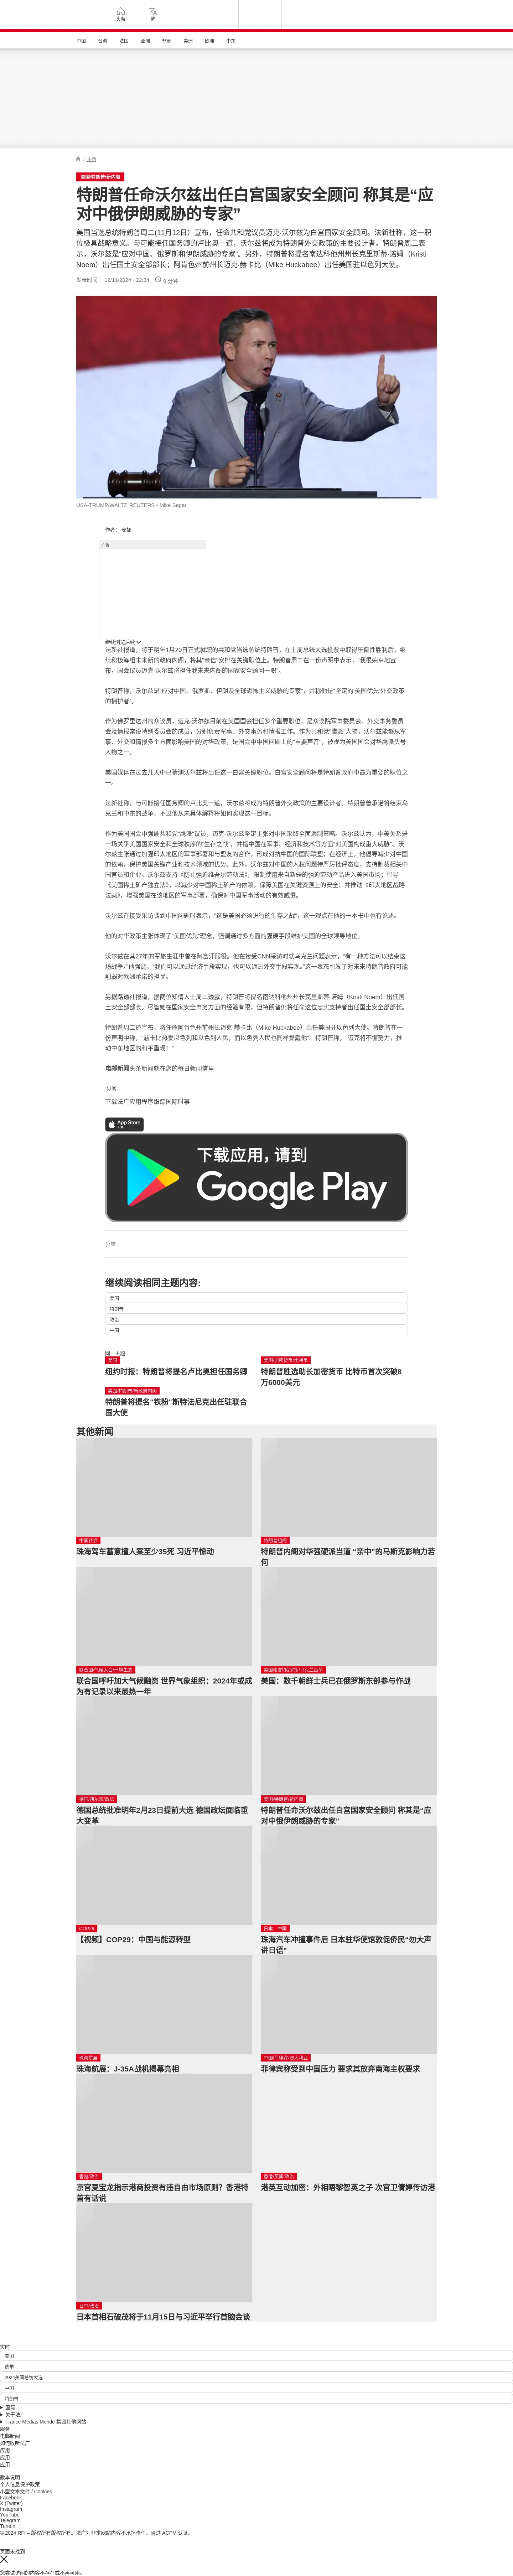 头条
繁
中国
台海
法国
亚洲
非洲
美洲
欧洲
中东
/ 中国
美国/特朗普/新内阁
特朗普任命沃尔兹出任白宫国家安全顾问 称其是“应
对中俄伊朗威胁的专家”
美国当选总统特朗普周二(11月12日）宣布，任命共和党议员迈克·沃尔兹为白宫国家安全顾问。法新社称，这一职
位极具战略意义。与可能接任国务卿的卢比奥一道，沃尔兹将成为特朗普外交政策的主要设计者。特朗普周二表
示，沃尔兹是“应对中国、俄罗斯和伊朗威胁的专家”。另外，特朗普将提名南达科他州州长克里斯蒂·诺姆（Kristi
Noem）出任国土安全部部长；阿肯色州前州长迈克·赫卡比（Mike Huckabee）出任美国驻以色列大使。
发表时间： 12/11/2024 - 22:34
9 分钟
USA-TRUMP/WALTZ REUTERS - Mike Segar
作者： 安娜
广告
继续浏览后续
法新社报道，将于明年1月20日正式就职的共和党当选总统特朗普，在上周总统大选投票中取得压倒性胜利后，继
续积极筹组未来新的政府内阁，将其“亲信”安排在关键职位上。特朗普周二在一份声明中表示，“我很荣幸地宣
布，国会议员迈克·沃尔兹将担任我未来内阁的国家安全顾问一职”。
特朗普称，沃尔兹是“应对中国、俄罗斯、伊朗及全球恐怖主义威胁的专家”，并称他是“坚定的‘美国优先’外交政策
的拥护者”。
作为佛罗里达州的众议员，迈克·沃尔兹目前在美国国会担任多个重要职位，是众议院军事委员会、外交事务委员
会及情报常设特别委员会的成员，分别负责军事、外交事务和情报工作。作为共和党“鹰派”人物，沃尔兹能够从军
事、外交和情报多个方面影响美国的对华政策，是国会中中国问题上的“重要声音”，被视为美国国会对华鹰派头号
人物之一。
美国媒体在过去几天中已猜测沃尔兹将出任这一白宫关键职位。白宫安全顾问将是特朗普政府中最为重要的职位之
一。
法新社称，与可能接任国务卿的卢比奥一道，沃尔兹将成为特朗普外交政策的主要设计者。特朗普曾承诺将结束乌
克兰和中东的战争，不过他从未具体解释将如何实现这一目标。
作为美国国会中强硬共和党“鹰派”议员，迈克·沃尔兹坚定主张对中国采取全面遏制策略。沃尔兹认为，中美关系是
一场关乎美国国家安全和全球秩序的“生存之战”，并指中国在军事、经济和技术等方面“对美国构成重大威胁”。沃
尔兹主张通过加强印太地区的军事部署和与盟友的合作，形成对抗中国的国际联盟；在经济上，他倡导减少对中国
的依赖，保护美国关键产业和技术领域的优势。此外，沃尔兹对中国的人权问题持严厉批评态度，支持制裁相关中
国官员和企业。沃尔兹支持《防止强迫维吾尔劳动法》，限制使用来自新疆的强迫劳动产品进入美国市场；倡导
《美国稀土矿产独立法》，以减少对中国稀土矿产的依赖，保障美国在关键资源上的安全；并推动《印太地区战略
法案》，增强美国在该地区的军事部署，确保对中国军事活动的有效威慑。
沃尔兹在接受采访谈到中国问题时表示，“这是美国必须进行的生存之战”，这一观点在他的一本书中也有论述。
他的对华政策主张体现了“美国优先”理念，强调通过多方面的强硬手段维护美国的全球领导地位。
沃尔兹在其27年的军旅生涯中曾在阿富汗服役。他在接受CNN采访时就乌克兰问题表示，“有一种方法可以结束这
场战争。”他强调，“我们可以通过经济手段实现，也可以通过外交手段实现。”这一表态引发了对未来特朗普政府可能
削弱对欧洲承诺的担忧。
另据路透社报道，据两位知情人士周二透露，特朗普将提名南达科他州州长克里斯蒂·诺姆（Kristi Noem）出任国
土安全部部长。尽管她在国家安全事务方面的经验有限，但特朗普仍将任命这位忠实支持者出任国土安全部部长。
特朗普周二还宣布，将任命阿肯色州前州长迈克·赫卡比（Mike Huckabee）出任美国驻以色列大使。特朗普在一
份声明中称，“赫卡比热爱以色列和以色列人民，而以色列人民也同样爱戴他”。特朗普称，“迈克将不懈努力，推
动中东地区的和平重现！”
电邮新闻头条新闻就在您的每日新闻信里
订阅
下载法广应用程序跟踪国际时事
App Store
下载应用，请到
Google Play
分享 :
继续阅读相同主题内容:
美国
特朗普
政治
中国
同一主题
美国
纽约时报：特朗普将提名卢比奥担任国务卿
美国/加密货币/比特币
特朗普胜选助长加密货币 比特币首次突破8
万6000美元
美国/特朗普/新政府内阁
特朗普将提名“铁粉”斯特法尼克出任驻联合
国大使
其他新闻
中国社会
珠海驾车蓄意撞人案至少35死 习近平惊动
特朗普组阁
特朗普内阁对华强硬派当道 “亲中”的马斯克影响力若
何
联合国/气候大会/环境生态
联合国呼吁加大气候融资 世界气象组织：2024年或成
为有记录以来最热一年
美国/朝鲜/俄罗斯/乌克兰战争
美国：数千朝鲜士兵已在俄罗斯东部参与作战
德国/朔尔茨/政坛
德国总统批准明年2月23日提前大选 德国政坛面临重
大变革
美国/特朗普/新内阁
特朗普任命沃尔兹出任白宫国家安全顾问 称其是“应
对中俄伊朗威胁的专家”
COP29
【视频】COP29：中国与能源转型
日本、中国
珠海汽车冲撞事件后 日本驻华使馆敦促侨民“勿大声
讲日语”
珠海航展
珠海航展：J-35A战机揭幕亮相
中国/菲律宾/澳大利亚
菲律宾称受到中国压力 要求其放弃南海主权要求
香港/政治
京官夏宝龙指示港商投资有违自由市场原则？香港特
首有话说
香港/英国/政治
港英互动加密：外相晤黎智英之子 次官卫倩婷传访港
日中/政治
日本首相石破茂将于11月15日与习近平举行首脑会谈
实时
美国
选举
2024美国总统大选
中国
特朗普
国际
关于法广
France Médias Monde 集团其他网站
服务
电邮新闻
如何收听法广
应用
应用
应用
版本说明
个人信息保护政策
小型文本文件 / Cookies
Facebook
X (Twitter)
Instagram
YouTube
Telegram
TuneIn
© 2024 RFI – 版权所有版权所有。法广对非本网站内容不承担责任。通过 ACPM 认证。
页面未找到
您尝试访问的内容不存在或不再可用。